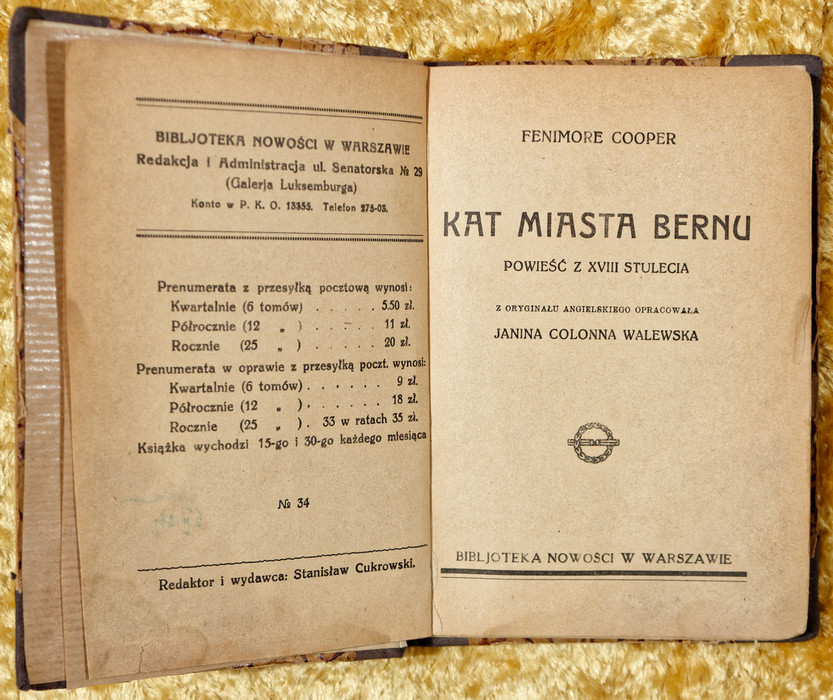 BIBLJOTEKA NOWOŚCI W WARSZAWIE
Redakcja i Administracja ul. Senatorska № 29
(Galerja Luksemburga)
Konto w P. K. O. 13355. Telefon 275-03.
Prenumerata z przesyłką pocztową wynosi:
Kwartalnie (6 tomów) . . . . . 5.50 zł.
Półrocznie (12 „ ) . . . . . 11 zł.
Rocznie (25 „ ) . . . . . 20 zł.
Prenumerata w oprawie z przesyłką poczt. wynosi:
Kwartalnie (6 tomów) . . . . . . 9 zł.
Półrocznie (12 „ ) . . . . . . 18 zł.
Rocznie (25 „ ) . 33 w ratach 35 zł.
Książka wychodzi 15-go i 30-go każdego miesiąca
№ 34
Redaktor i wydawca: Stanisław Cukrowski.
FENIMORE COOPER
KAT MIASTA BERNU
POWIEŚĆ Z XVIII STULECIA
Z ORYGINAŁU ANGIELSKIEGO OPRACOWAŁA
JANINA COLONNA WALEWSKA
BIBLJOTEKA NOWOŚCI W WARSZAWIE